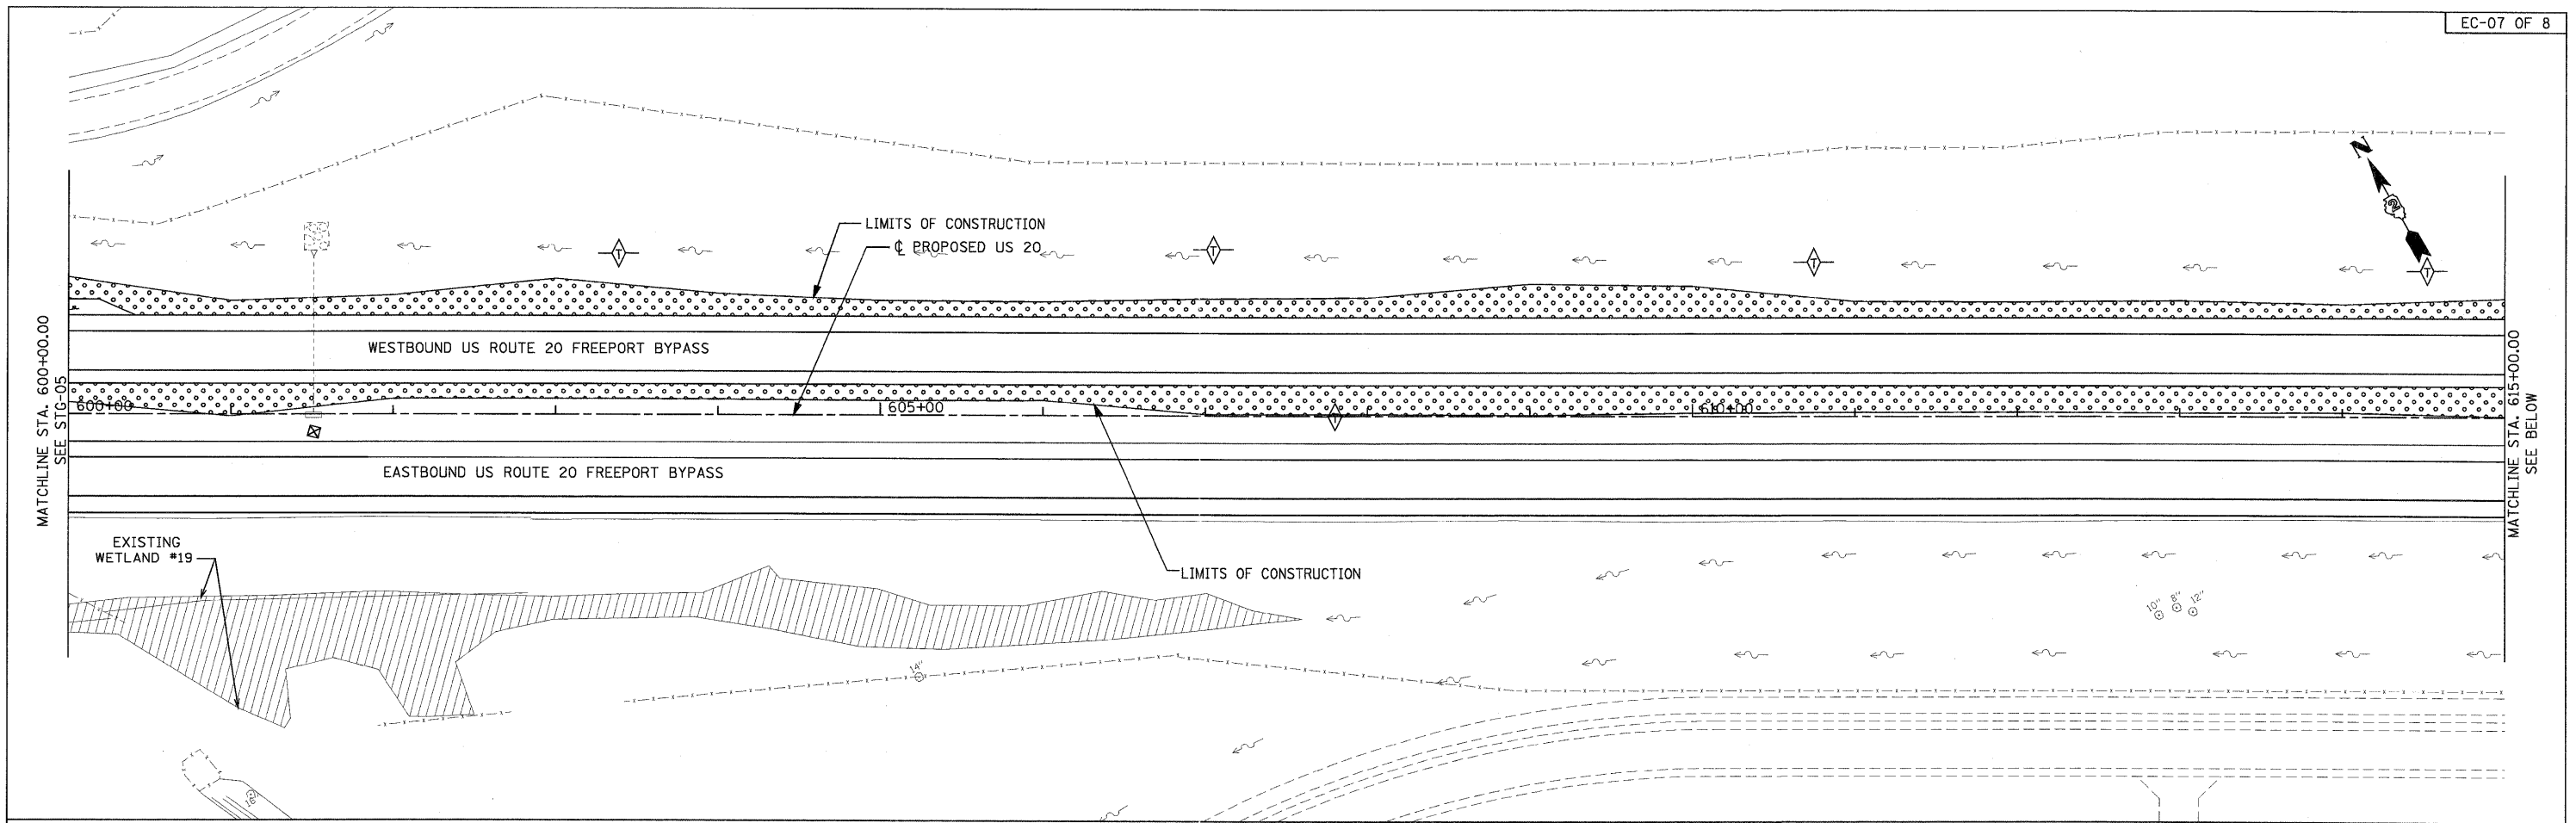 EC-07 OF 8
N
2
LIMITS OF CONSTRUCTION
℄ PROPOSED US 20
T
T
T
T
MATCHLINE STA. 600+00.00
SEE STG-05
WESTBOUND US ROUTE 20 FREEPORT BYPASS
600+00
605+00
610+00
T
MATCHLINE STA. 615+00.00
SEE BELOW
EASTBOUND US ROUTE 20 FREEPORT BYPASS
EXISTING
WETLAND #19
LIMITS OF CONSTRUCTION
10" 8" 12"
14"